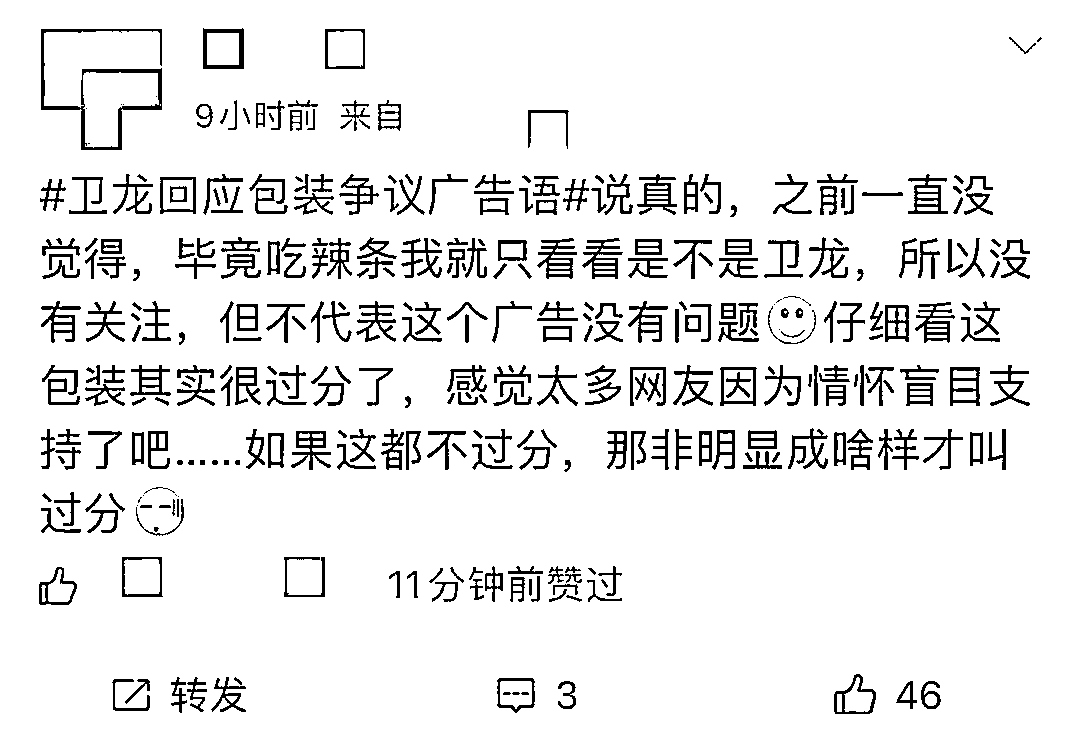 9小时前 来自
#卫龙回应包装争议广告语#说真的，之前一直没
觉得，毕竟吃辣条我就只看看是不是卫龙，所以没
有关注，但不代表这个广告没有问题🙂仔细看这
包装其实很过分了，感觉太多网友因为情怀盲目支
持了吧......如果这都不过分，那非明显成啥样才叫
过分
11分钟前赞过
转发 3 46